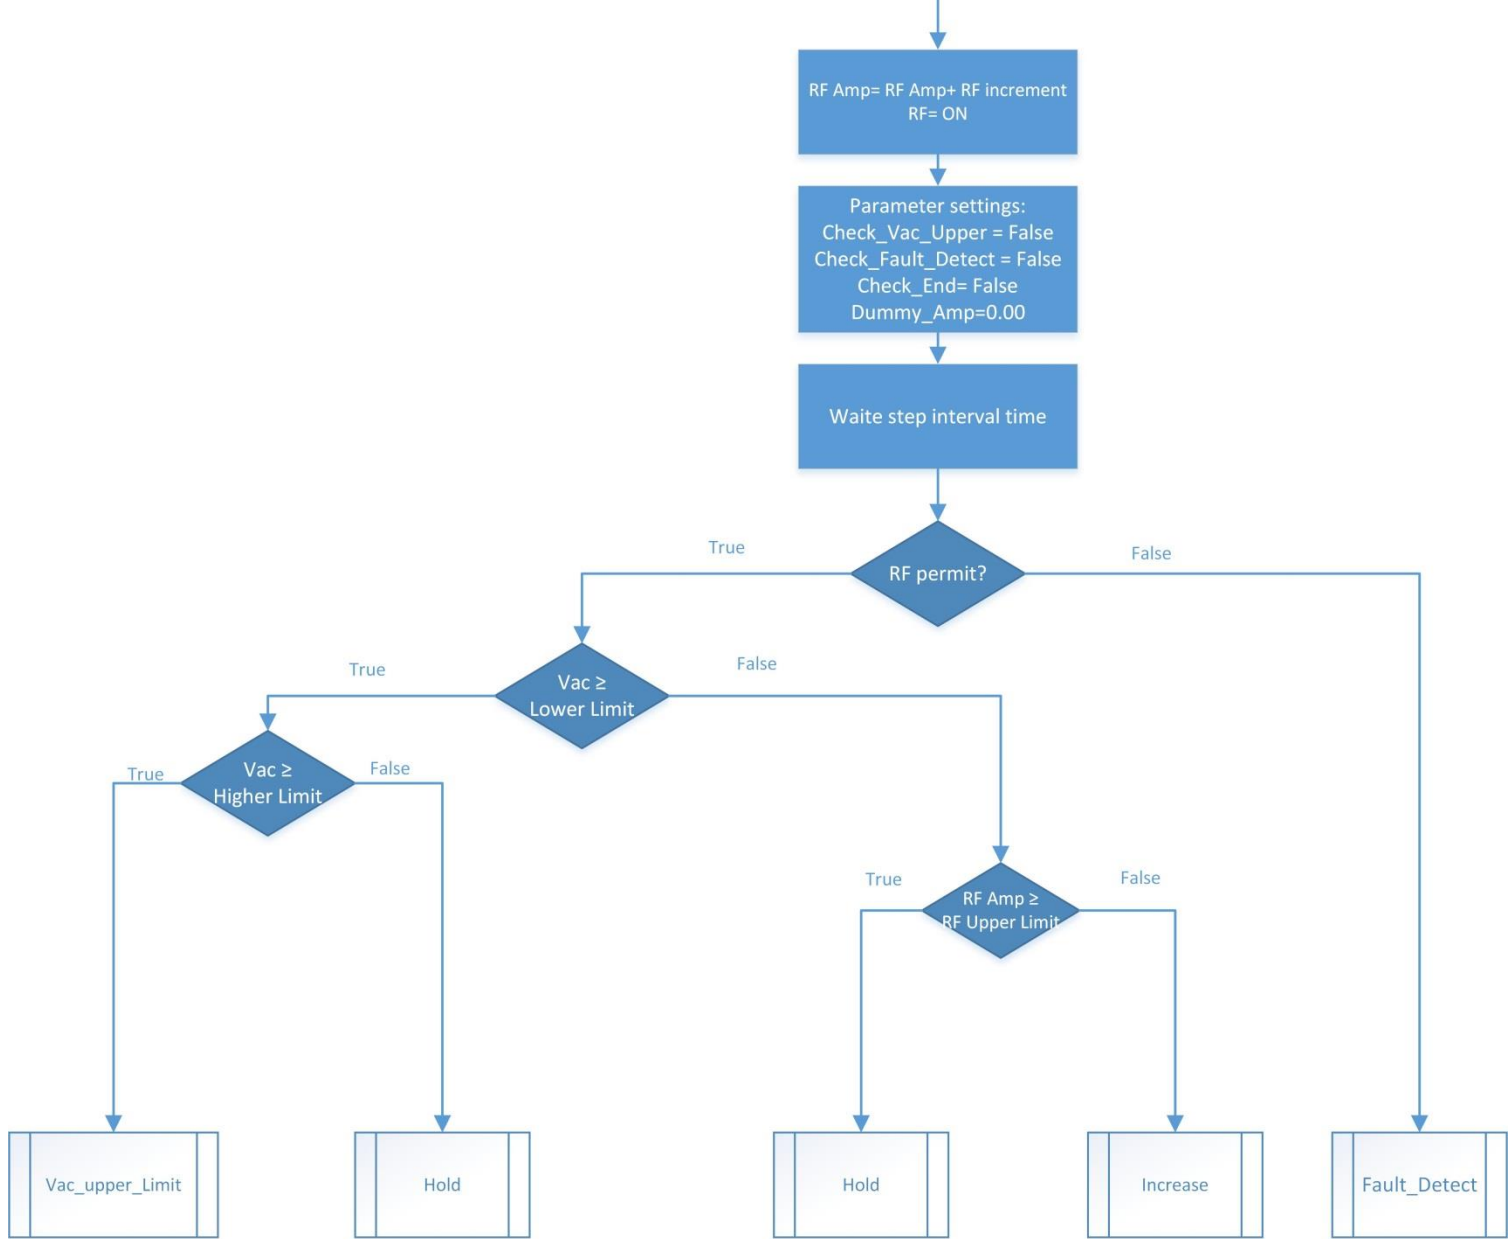 RF Amp= RF Amp+ RF increment
RF= ON
Parameter settings:
Check_Vac_Upper = False
Check_Fault_Detect = False
Check_End= False
Dummy_Amp=0.00
Waite step interval time
True
False
RF permit?
True
False
Vac ≥
Lower Limit
True
False
Vac ≥
Higher Limit
True
False
RF Amp ≥
RF Upper Limit
Vac_upper_Limit
Hold
Hold
Increase
Fault_Detect